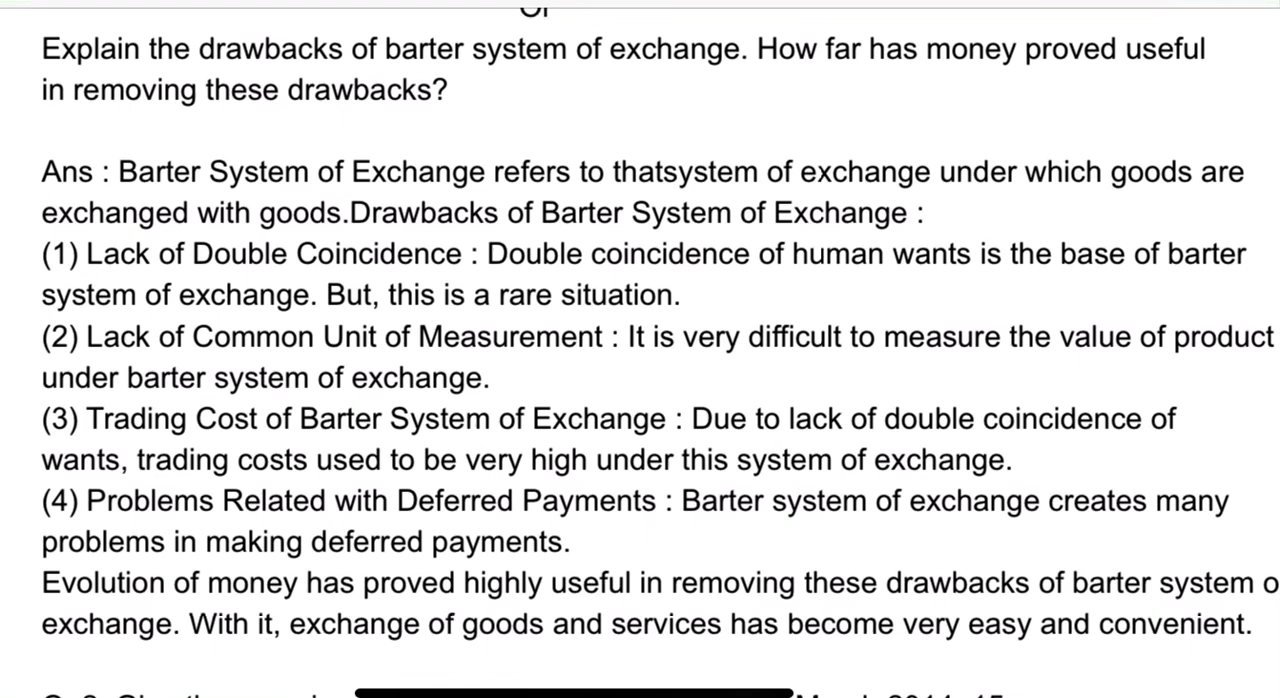 Explain the drawbacks of barter system of exchange. How far has money proved useful
in removing these drawbacks?
Ans : Barter System of Exchange refers to thatsystem of exchange under which goods are
exchanged with goods.Drawbacks of Barter System of Exchange :
(1) Lack of Double Coincidence : Double coincidence of human wants is the base of barter
system of exchange. But, this is a rare situation.
(2) Lack of Common Unit of Measurement : It is very difficult to measure the value of product
under barter system of exchange.
(3) Trading Cost of Barter System of Exchange : Due to lack of double coincidence of
wants, trading costs used to be very high under this system of exchange.
(4) Problems Related with Deferred Payments : Barter system of exchange creates many
problems in making deferred payments.
Evolution of money has proved highly useful in removing these drawbacks of barter system o
exchange. With it, exchange of goods and services has become very easy and convenient.